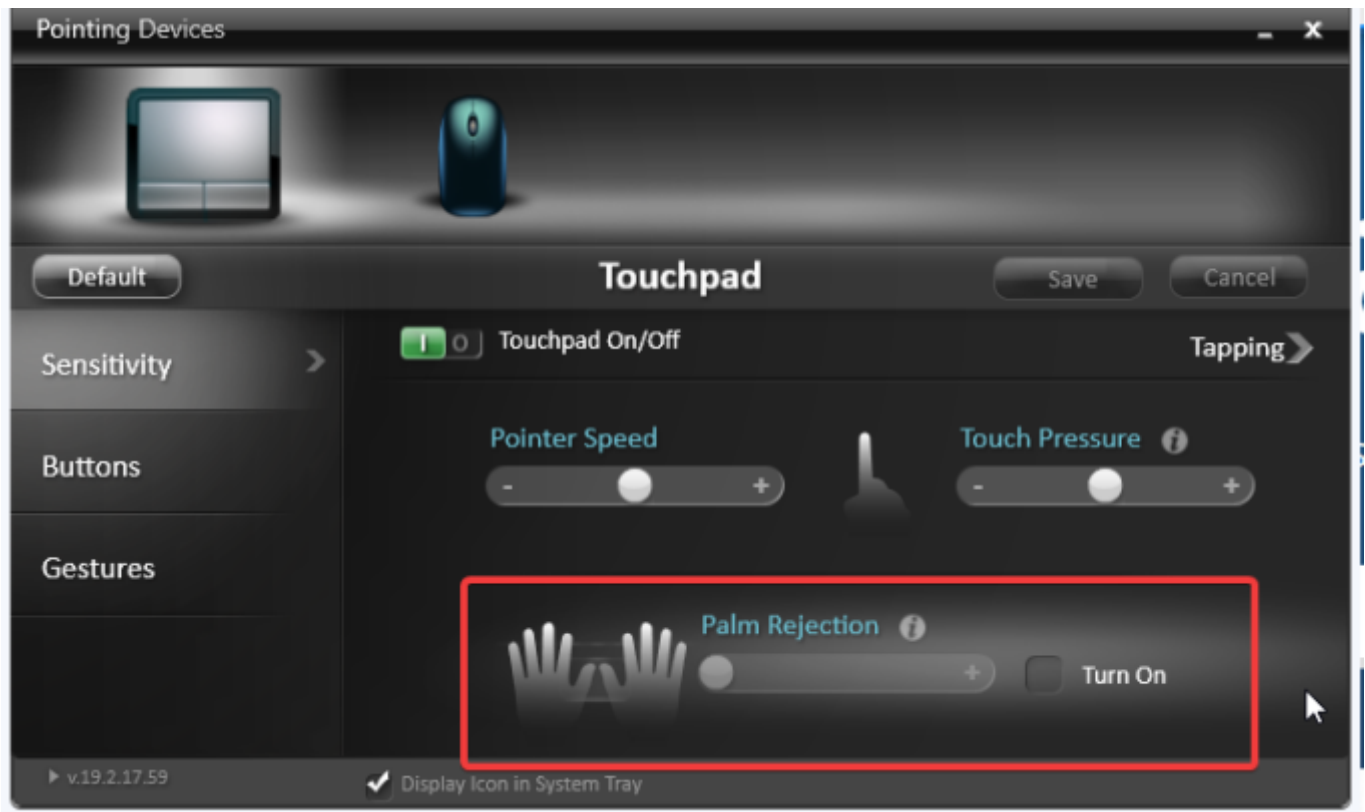 Pointing Devices
Default
Touchpad
Save
Cancel
Sensitivity
Touchpad On/Off
Tapping
Buttons
Pointer Speed
- +
Touch Pressure i
- +
Gestures
Palm Rejection i
+
Turn On
v.19.2.17.59
Display Icon in System Tray